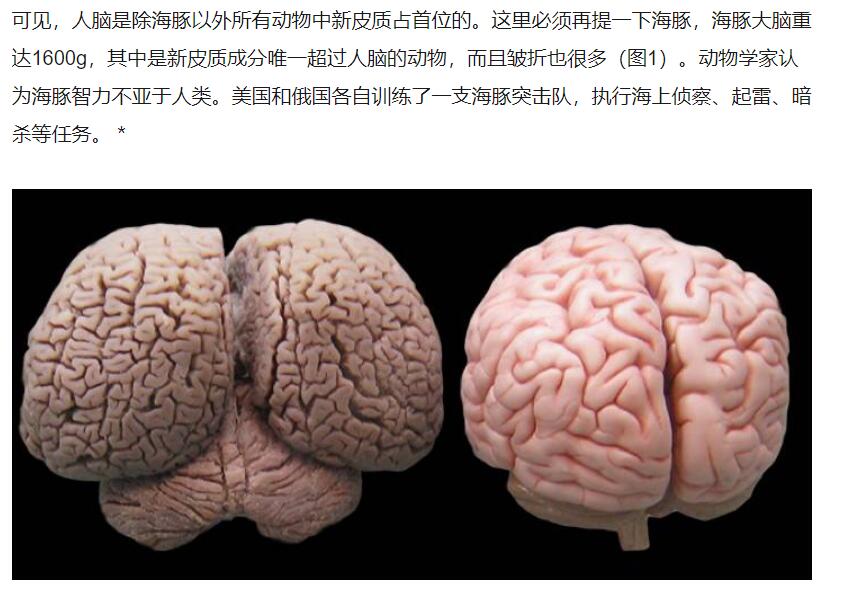 可见，人脑是除海豚以外所有动物中新皮质占首位的。这里必须再提一下海豚，海豚大脑重
达1600g，其中是新皮质成分唯一超过人脑的动物，而且皱折也很多（图1）。动物学家认
为海豚智力不亚于人类。美国和俄国各自训练了一支海豚突击队，执行海上侦察、起雷、暗
杀等任务。 *